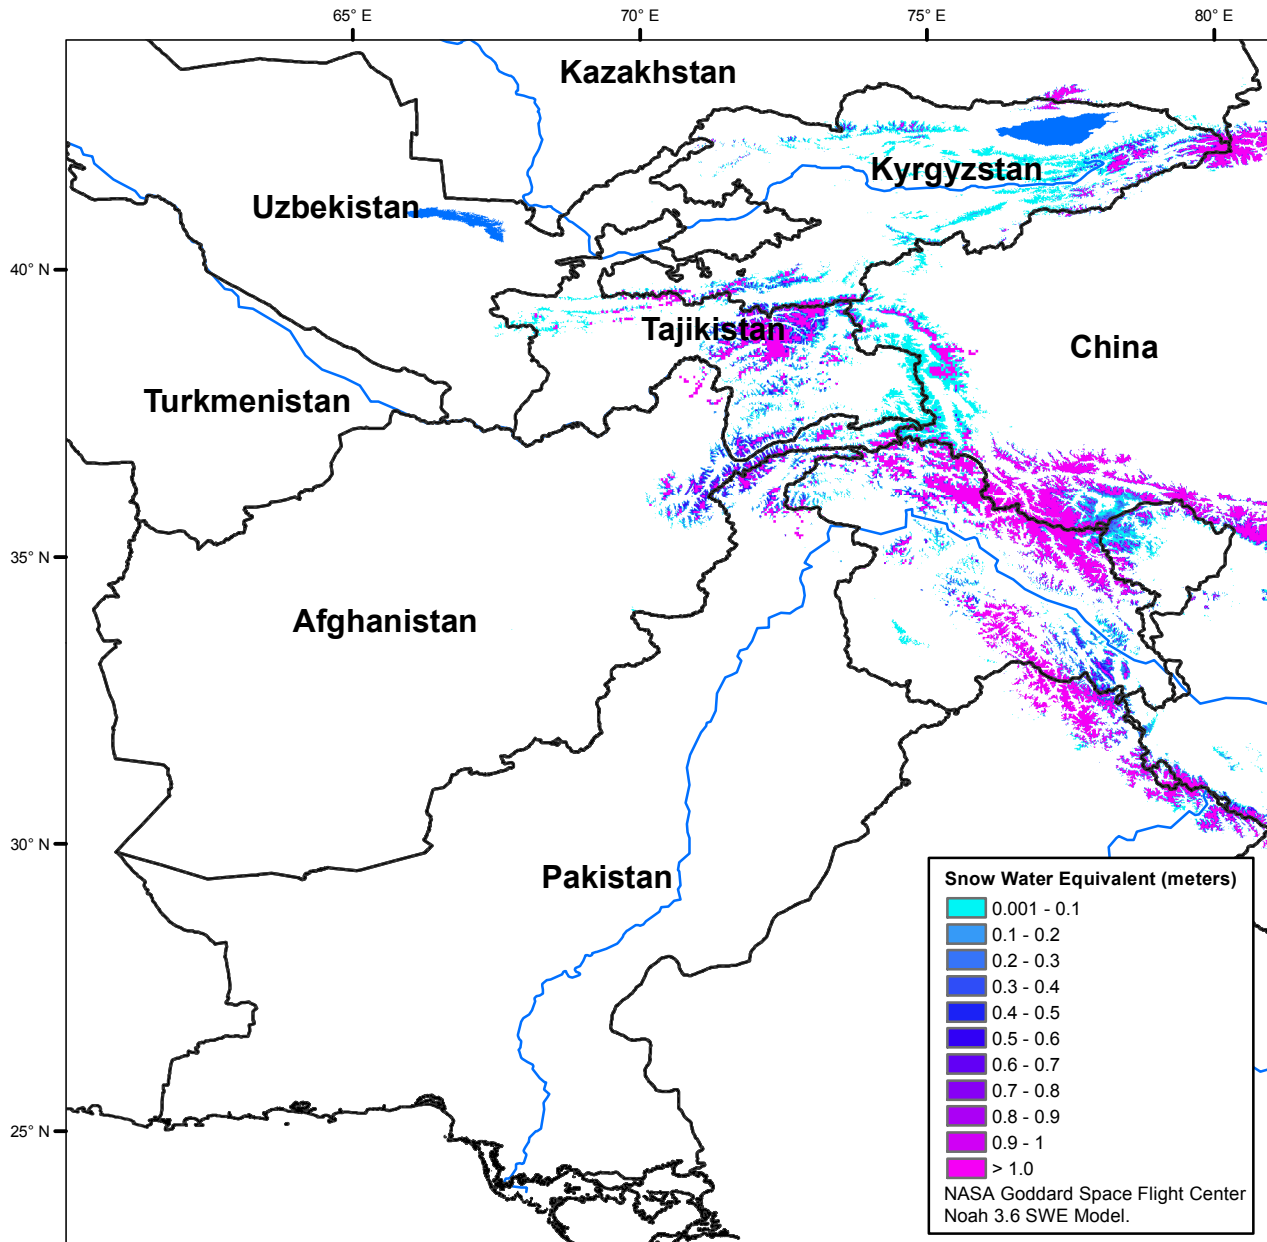 65° E
70° E
75° E
80° E
Kazakhstan
Kyrgyzstan
Uzbekistan
40° N
Tajikistan
China
Turkmenistan
35° N
Afghanistan
30° N
Pakistan
Snow Water Equivalent (meters)
0.001 - 0.1
0.1 - 0.2
0.2 - 0.3
0.3 - 0.4
0.4 - 0.5
0.5 - 0.6
0.6 - 0.7
0.7 - 0.8
0.8 - 0.9
0.9 - 1
> 1.0
25° N
NASA Goddard Space Flight Center
Noah 3.6 SWE Model.